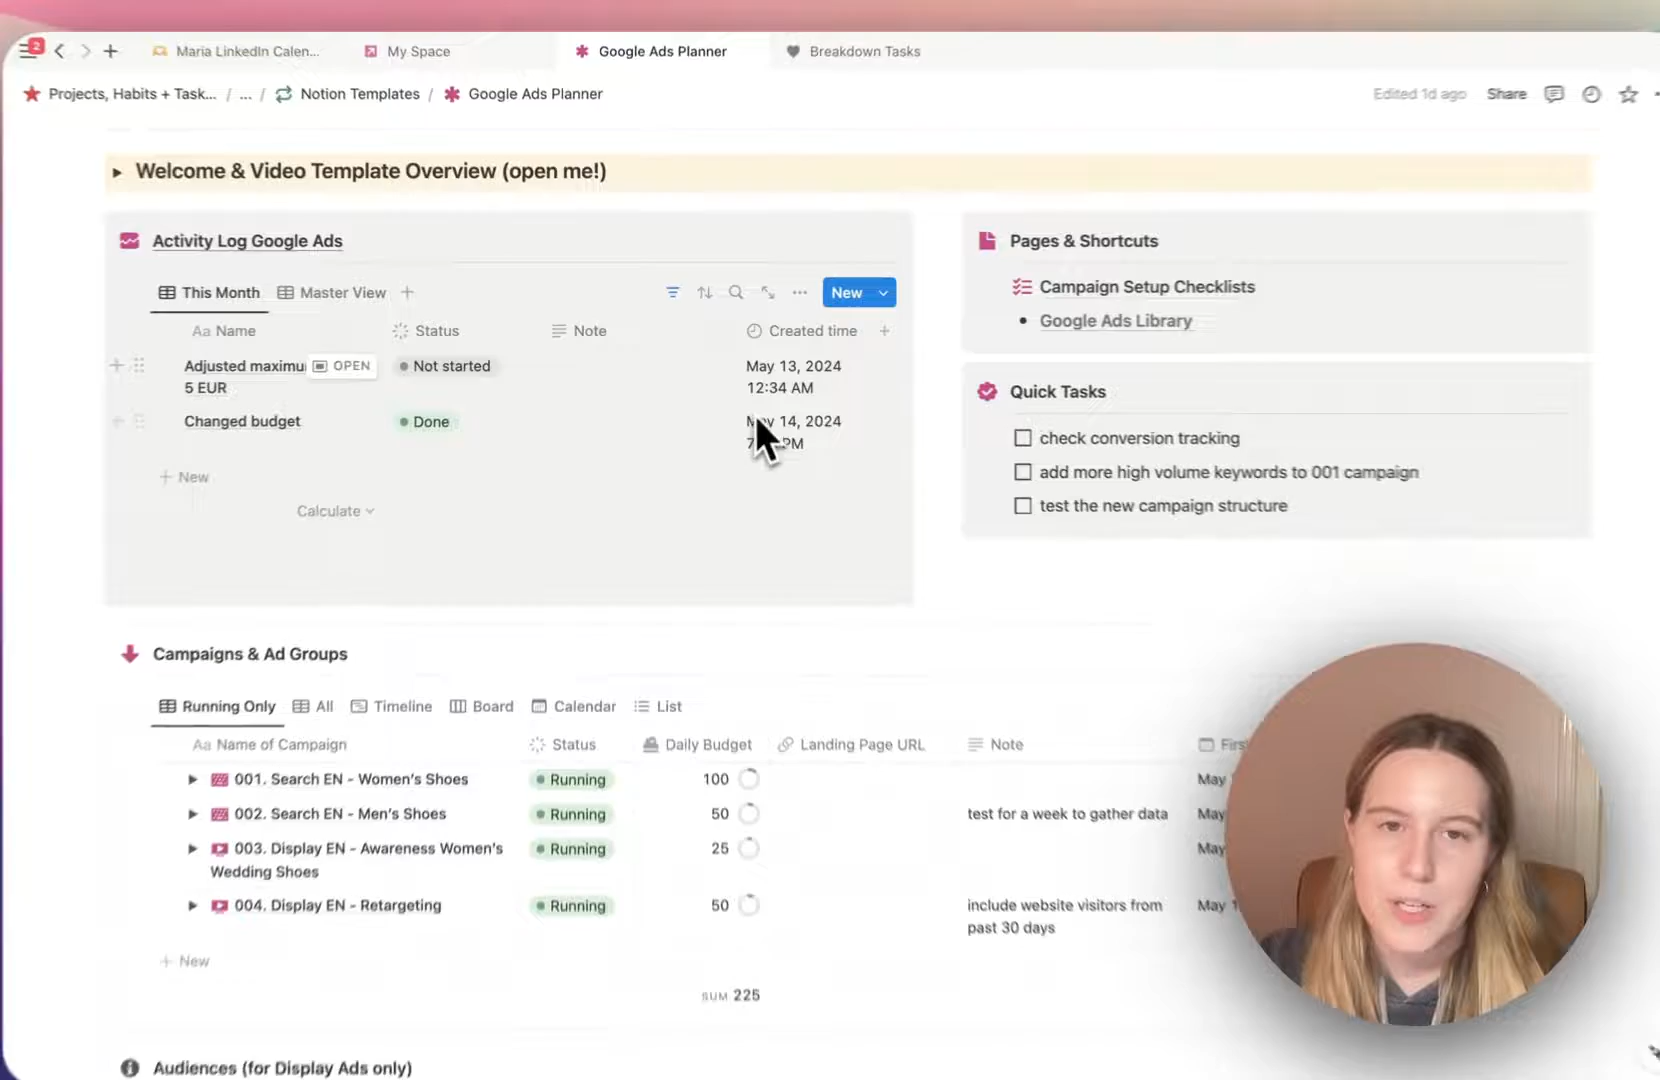 2
Maria LinkedIn Calen...
My Space
Google Ads Planner
Breakdown Tasks
Projects, Habits + Task... / ... / Notion Templates / Google Ads Planner
Edited 1d ago
Share
Welcome & Video Template Overview (open me!)
Activity Log Google Ads
This Month
Master View
New
Aa Name
Status
Note
Created time
Adjusted maximu
OPEN
Not started
May 13, 2024
5 EUR
12:34 AM
Changed budget
Done
14, 2024
PM
New
Calculate
Pages & Shortcuts
Campaign Setup Checklists
Google Ads Library
Quick Tasks
check conversion tracking
add more high volume keywords to 001 campaign
test the new campaign structure
Campaigns & Ad Groups
Running Only
All
Timeline
Board
Calendar
List
Aa Name of Campaign
Status
Daily Budget
Landing Page URL
Note
001. Search EN - Women's Shoes
Running
100
May
002. Search EN - Men's Shoes
Running
50
test for a week to gather data
May
003. Display EN - Awareness Women's
Running
25
May
Wedding Shoes
004. Display EN - Retargeting
Running
50
include website visitors from
May 1
past 30 days
New
SUM 225
Audiences (for Display Ads only)